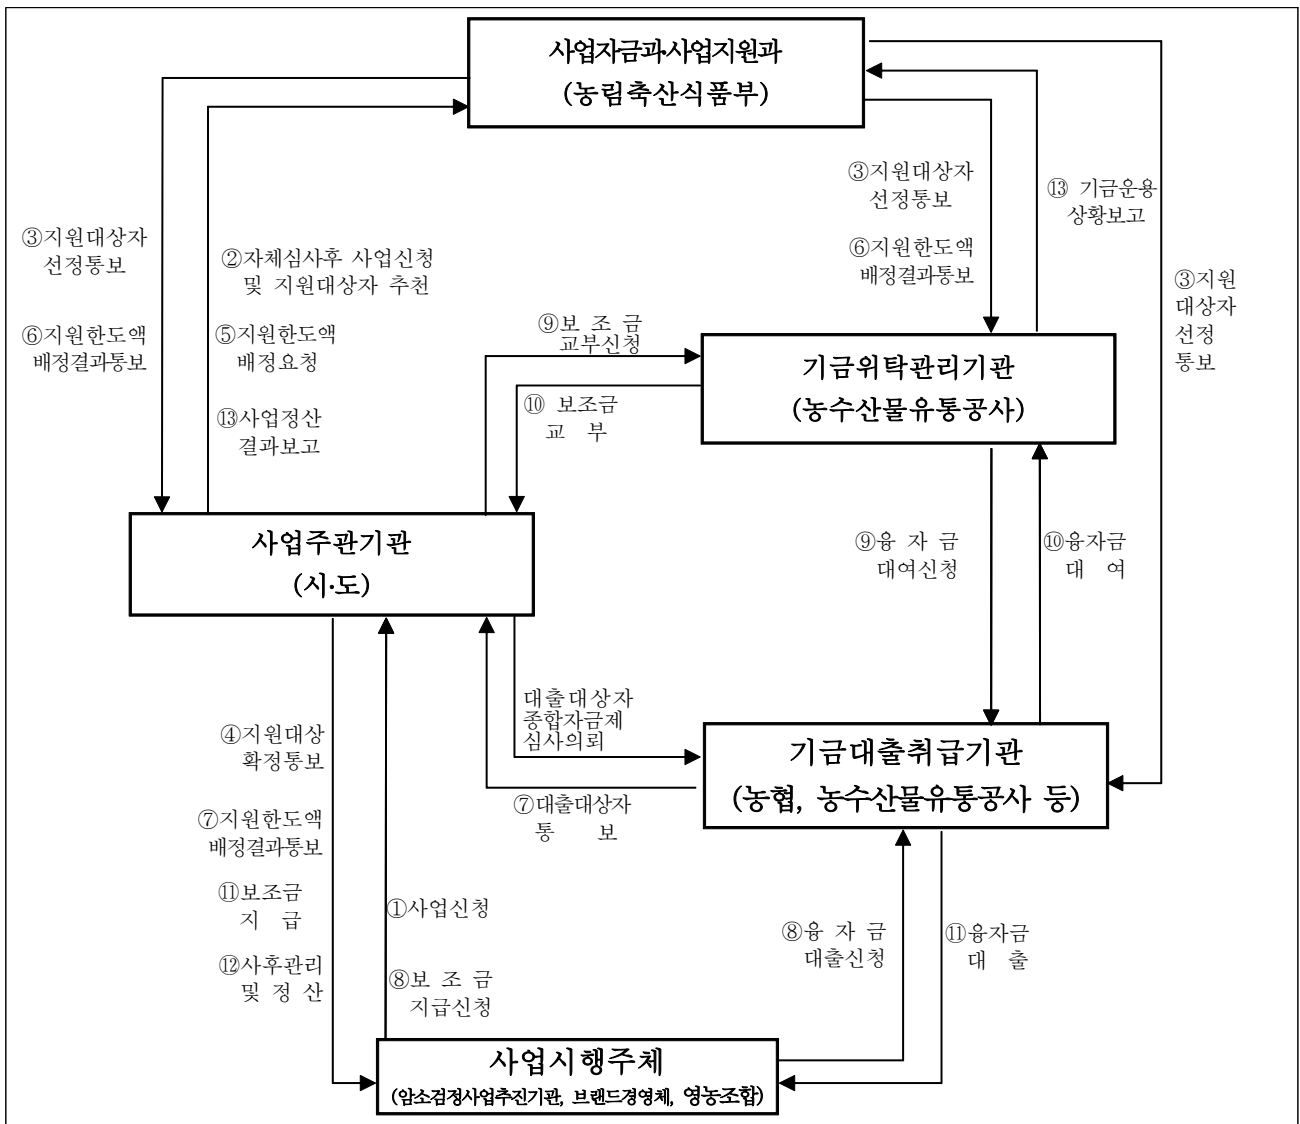 사업자금과·사업지원과
(농림축산식품부)
③지원대상자
선정통보
⑥지원한도액
배정결과통보
⑬ 기금운용
상황보고
③지원대상자
선정통보
⑥지원한도액
배정결과통보
②자체심사후 사업신청
및 지원대상자 추천
⑤지원한도액
배정요청
⑬사업정산
결과보고
③지원
대상자
선정
통보
⑨보 조 금
교부신청
⑩ 보조금
교 부
기금위탁관리기관
(농수산물유통공사)
사업주관기관
(시·도)
⑨융 자 금
대여신청
⑩융자금
대 여
대출대상자
종합자금제
심사의뢰
⑦대출대상자
통 보
기금대출취급기관
(농협, 농수산물유통공사 등)
④지원대상
확정통보
⑦지원한도액
배정결과통보
⑪보조금
지 급
⑫사후관리
및 정 산
①사업신청
⑧보 조 금
지급신청
⑧융 자 금
대출신청
⑪융자금
대 출
사업시행주체
(암소검정사업추진기관, 브랜드경영체, 영농조합)